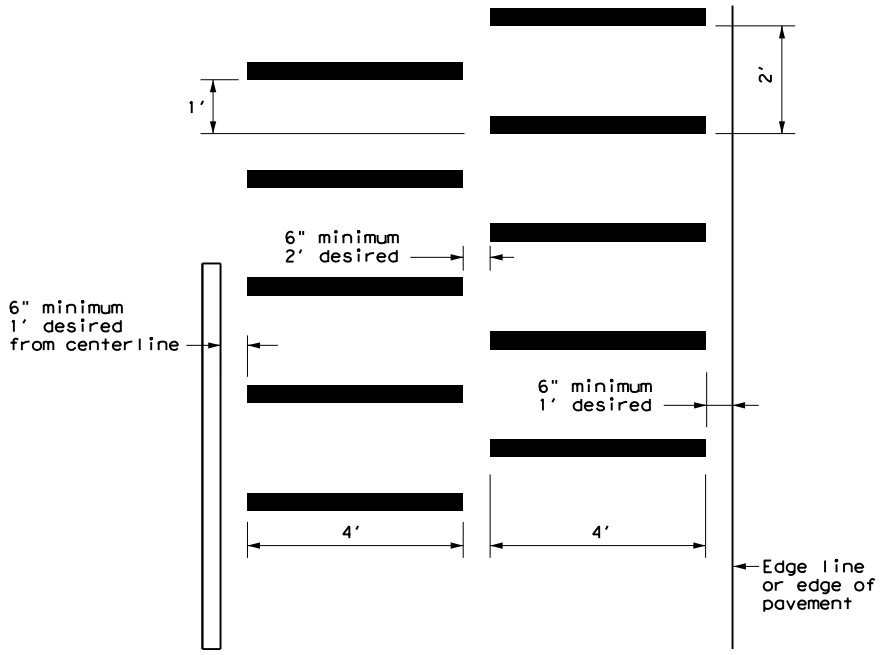 2′
1′
6" minimum
2′ desired
6" minimum
1′ desired
from centerline
6" minimum
1′ desired
4′
4′
Edge line
or edge of
pavement